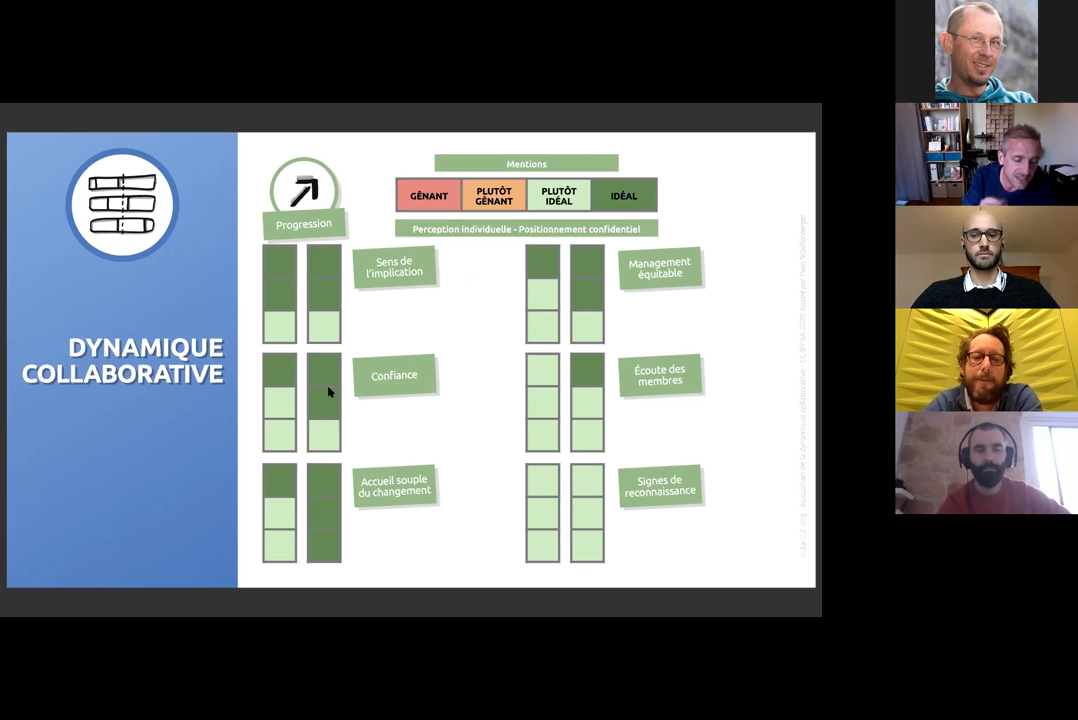 DYNAMIQUE
COLLABORATIVE
Progression
Mentions
GÊNANT
PLUTÔT
GÊNANT
PLUTÔT
IDÉAL
IDÉAL
Perception individuelle - Positionnement confidentiel
Sens de
l'implication
Management
équitable
Confiance
Écoute des
membres
Accueil souple
du changement
Signes de
reconnaissance